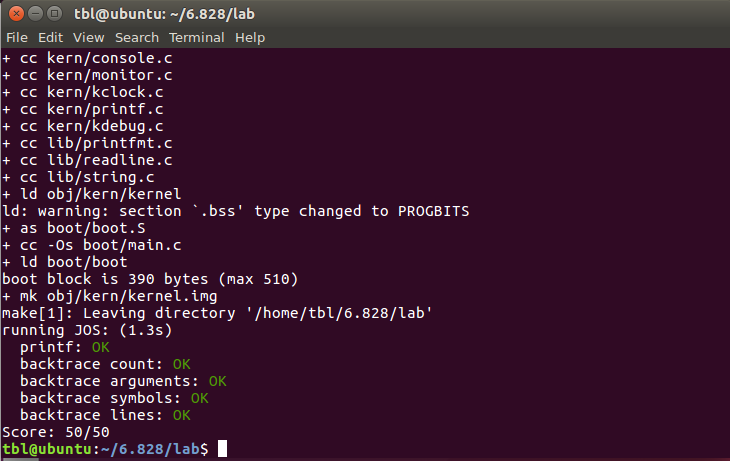 tbl@ubuntu: ~/6.828/lab
File Edit View Search Terminal Help
+ cc kern/console.c
+ cc kern/monitor.c
+ cc kern/kclock.c
+ cc kern/printf.c
+ cc kern/kdebug.c
+ cc lib/printfmt.c
+ cc lib/readline.c
+ cc lib/string.c
+ ld obj/kern/kernel
ld: warning: section `.bss' type changed to PROGBITS
+ as boot/boot.S
+ cc -Os boot/main.c
+ ld boot/boot
boot block is 390 bytes (max 510)
+ mk obj/kern/kernel.img
make[1]: Leaving directory '/home/tbl/6.828/lab'
running JOS: (1.3s)
  printf: OK
  backtrace count: OK
  backtrace arguments: OK
  backtrace symbols: OK
  backtrace lines: OK
Score: 50/50
tbl@ubuntu:~/6.828/lab$